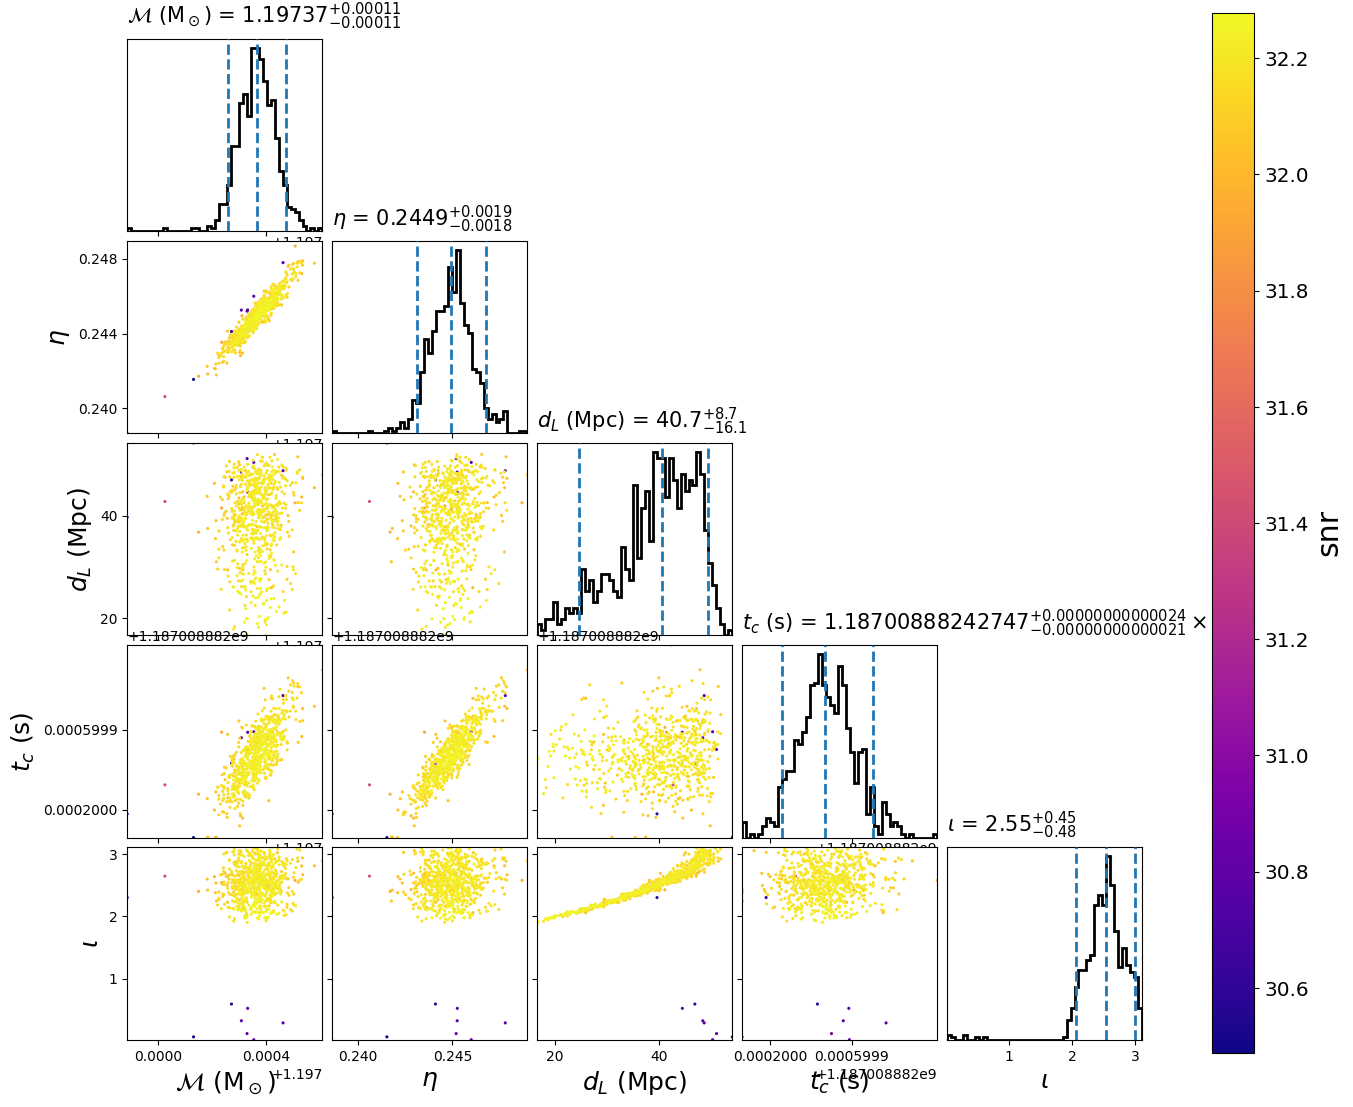 ℳ (M_⊙) = 1.19737 +0.00011 −0.00011
32.2
32.0
31.8
31.6
31.4
31.2
31.0
30.8
30.6
snr
η = 0.2449 +0.0019 −0.0018
0.248
0.244
0.240
η
d_L (Mpc) = 40.7 +8.7 −16.1
40
20
d_L (Mpc)
+1.187008882e9 +1.187008882e9 +1.187008882e9
t_c (s) = 1.18700888242747 +0.00000000000024 −0.00000000000021 ×
0.0005999
0.0002000
t_c (s)
ι = 2.55 +0.45 −0.48
3
2
1
ι
0.0000 0.0004 0.240 0.245 20 40 0.0002000 0.0005999 1 2 3
+1.197 +1.187008882e9
ℳ (M_⊙) η d_L (Mpc) t_c (s) ι